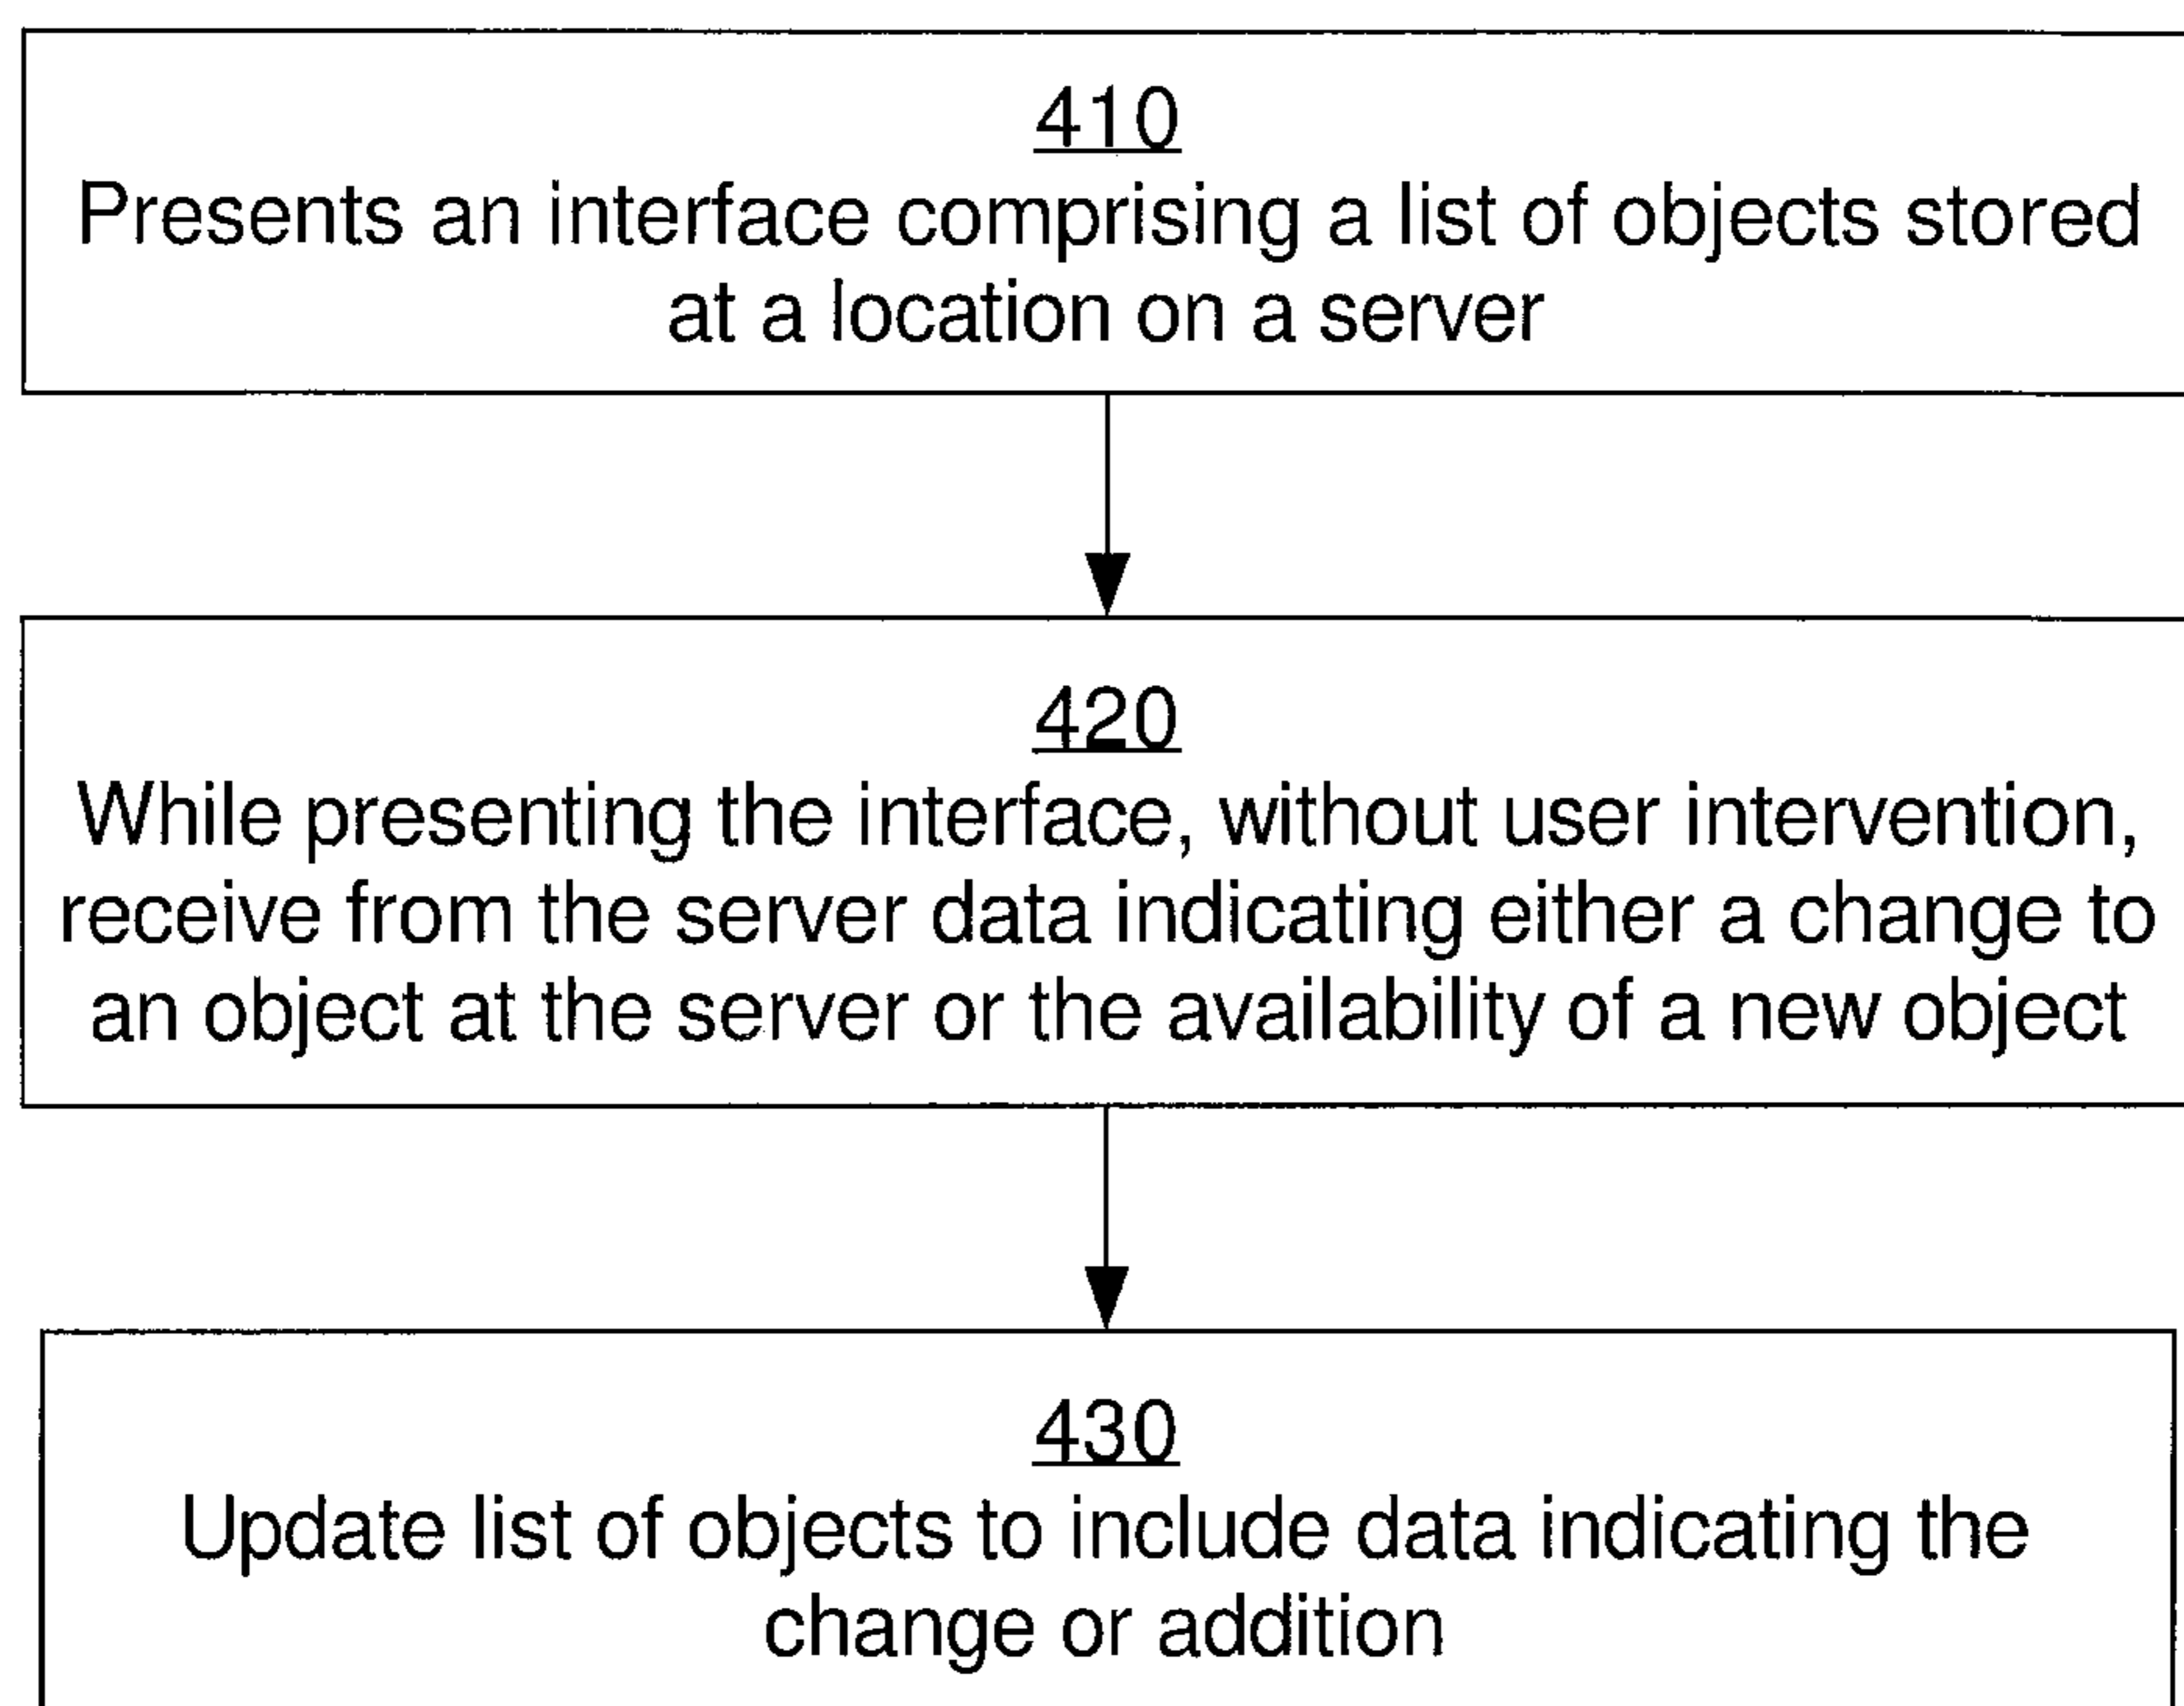 410
Presents an interface comprising a list of objects stored
at a location on a server
420
While presenting the interface, without user intervention,
receive from the server data indicating either a change to
an object at the server or the availability of a new object
430
Update list of objects to include data indicating the
change or addition